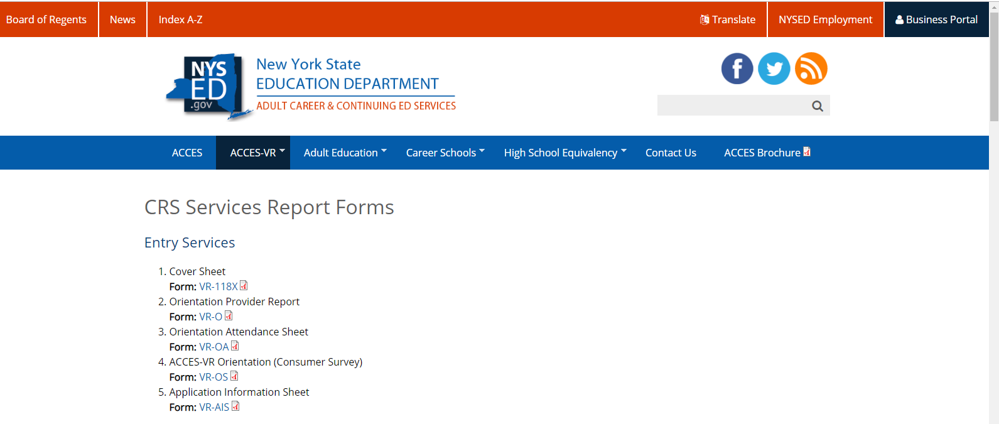 Board of Regents
News
Index A-Z
Translate
NYSED Employment
Business Portal
NYS
ED
.gov
New York State
EDUCATION DEPARTMENT
ADULT CAREER & CONTINUING ED SERVICES
ACCES
ACCES-VR
Adult Education
Career Schools
High School Equivalency
Contact Us
ACCES Brochure
CRS Services Report Forms
Entry Services
1. Cover Sheet
Form: VR-118X
2. Orientation Provider Report
Form: VR-O
3. Orientation Attendance Sheet
Form: VR-OA
4. ACCES-VR Orientation (Consumer Survey)
Form: VR-OS
5. Application Information Sheet
Form: VR-AIS